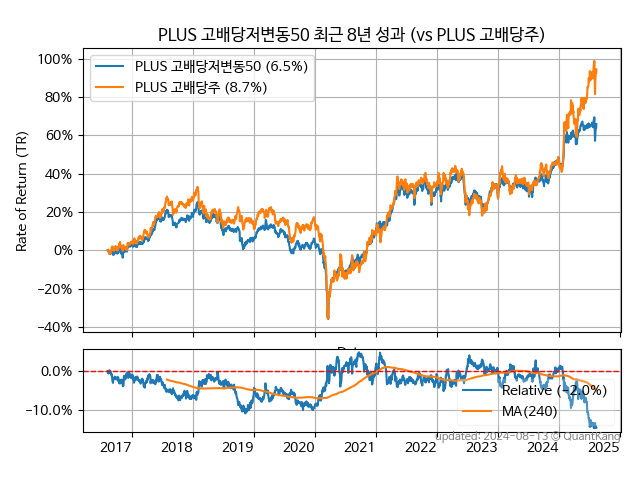 PLUS 고배당저변동50 최근 8년 성과 (vs PLUS 고배당주)
100%
80%
60%
40%
20%
0%
−20%
−40%
Rate of Return (TR)
PLUS 고배당저변동50 (6.5%)
PLUS 고배당주 (8.7%)
0.0%
−10.0%
Relative (−2.0%)
MA(240)
updated: 2024-08-13 © QuantKang
2017 2018 2019 2020 2021 2022 2023 2024 2025